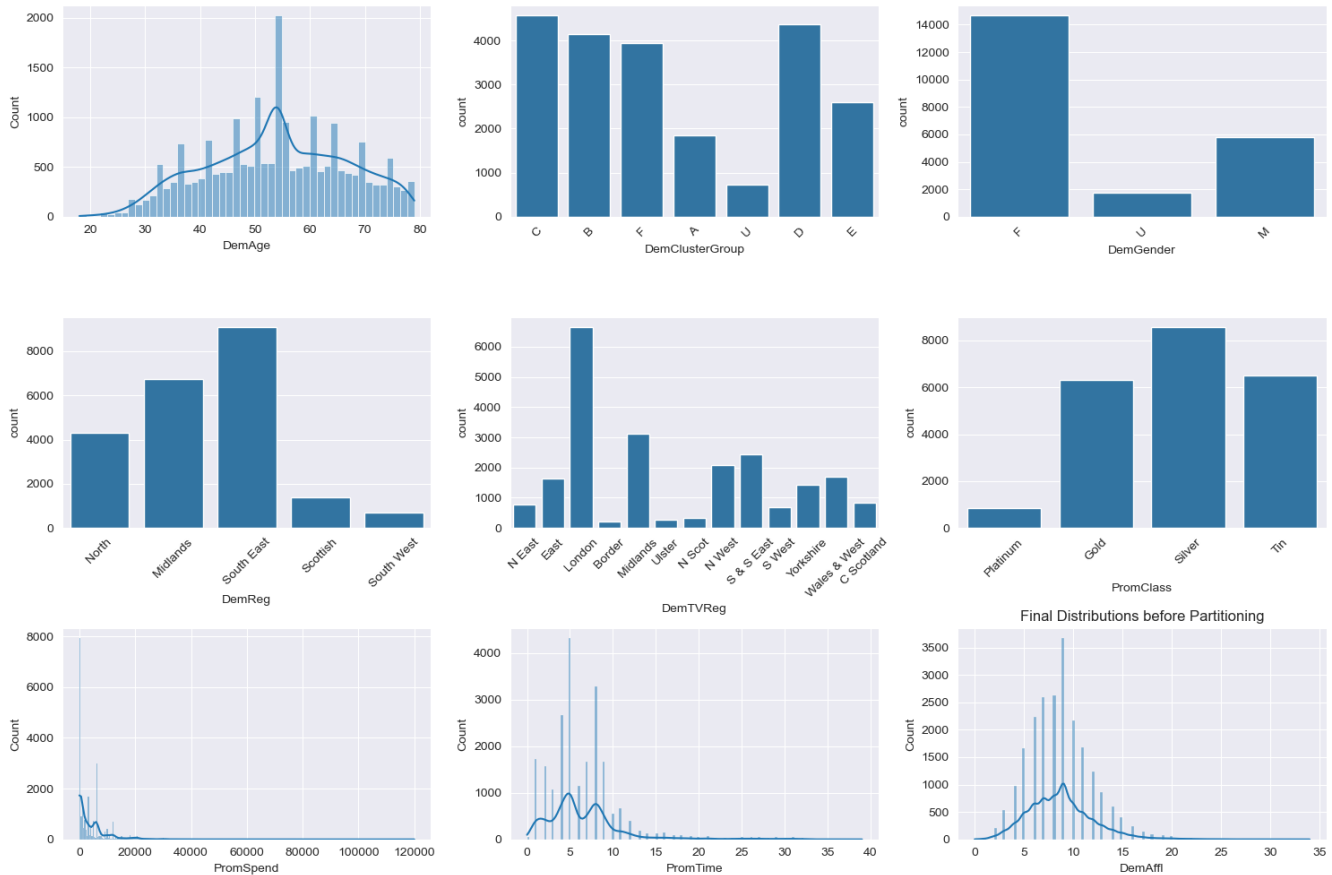 2000
1500
1000
500
0
Count
20 30 40 50 60 70 80
DemAge
4000
3000
2000
1000
0
count
C B F A U D E
DemClusterGroup
14000
12000
10000
8000
6000
4000
2000
0
count
F U M
DemGender
8000
6000
4000
2000
0
count
North Midlands South East Scottish South West
DemReg
6000
5000
4000
3000
2000
1000
0
count
N East East London Border Midlands Ulster N Scot N West S & S East S West Yorkshire Wales & West C Scotland
DemTVReg
8000
6000
4000
2000
0
count
Platinum Gold Silver Tin
PromClass
8000
6000
4000
2000
0
Count
0 20000 40000 60000 80000 100000 120000
PromSpend
4000
3000
2000
1000
0
Count
0 5 10 15 20 25 30 35 40
PromTime
Final Distributions before Partitioning
3500
3000
2500
2000
1500
1000
500
0
Count
0 5 10 15 20 25 30 35
DemAffl